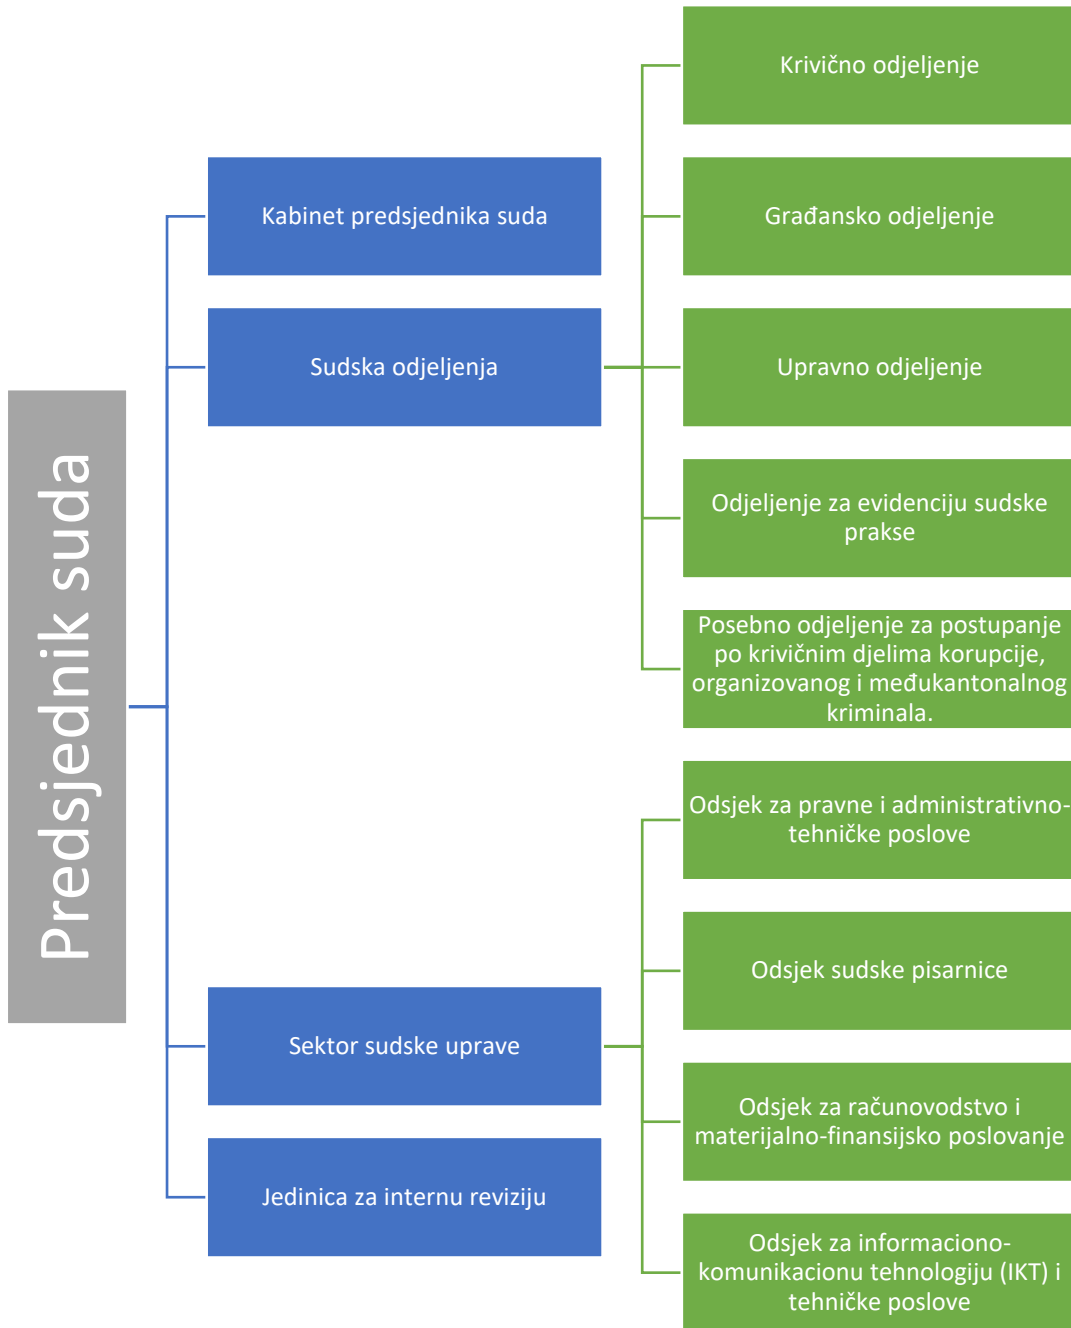 Predsjednik suda
Kabinet predsjednika suda
Sudska odjeljenja
Krivično odjeljenje
Građansko odjeljenje
Upravno odjeljenje
Odjeljenje za evidenciju sudske
prakse
Posebno odjeljenje za postupanje
po krivičnim djelima korupcije,
organizovanog i međukantonalnog
kriminala.
Sektor sudske uprave
Odsjek za pravne i administrativno-
tehničke poslove
Odsjek sudske pisarnice
Odsjek za računovodstvo i
materijalno-finansijsko poslovanje
Odsjek za informaciono-
komunikacionu tehnologiju (IKT) i
tehničke poslove
Jedinica za internu reviziju